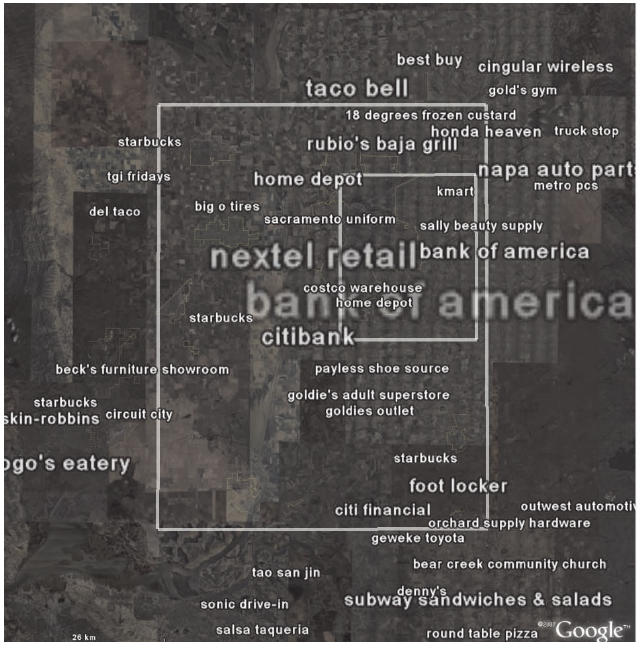 best buy
cingular wireless
taco bell
gold's gym
18 degrees frozen custard
honda heaven
truck stop
starbucks
rubio's baja grill
napa auto part
tgi fridays
home depot
metro pcs
kmart
del taco
big o tires
sacramento uniform
sally beauty supply
nextel retail
bank of america
costco warehouse
bank of america
home depot
starbucks
citibank
beck's furniture showroom
payless shoe source
goldie's adult superstore
starbucks
goldies outlet
skin-robbins
circuit city
starbucks
ogo's eatery
foot locker
citi financial
outwest automotiv
orchard supply hardware
geweke toyota
bear creek community church
tao san jin
denny's
subway sandwiches & salads
sonic drive-in
salsa taqueria
round table pizza
©2007 Google™
26 km